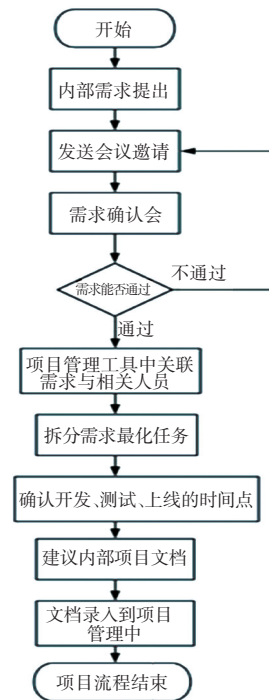 开始
内部需求提出
发送会议邀请
需求确认会
需求能否通过
不通过
通过
项目管理工具中关联
需求与相关人员
拆分需求最化任务
确认开发、测试、上线的时间点
建议内部项目文档
文档录入到项目
管理中
项目流程结束